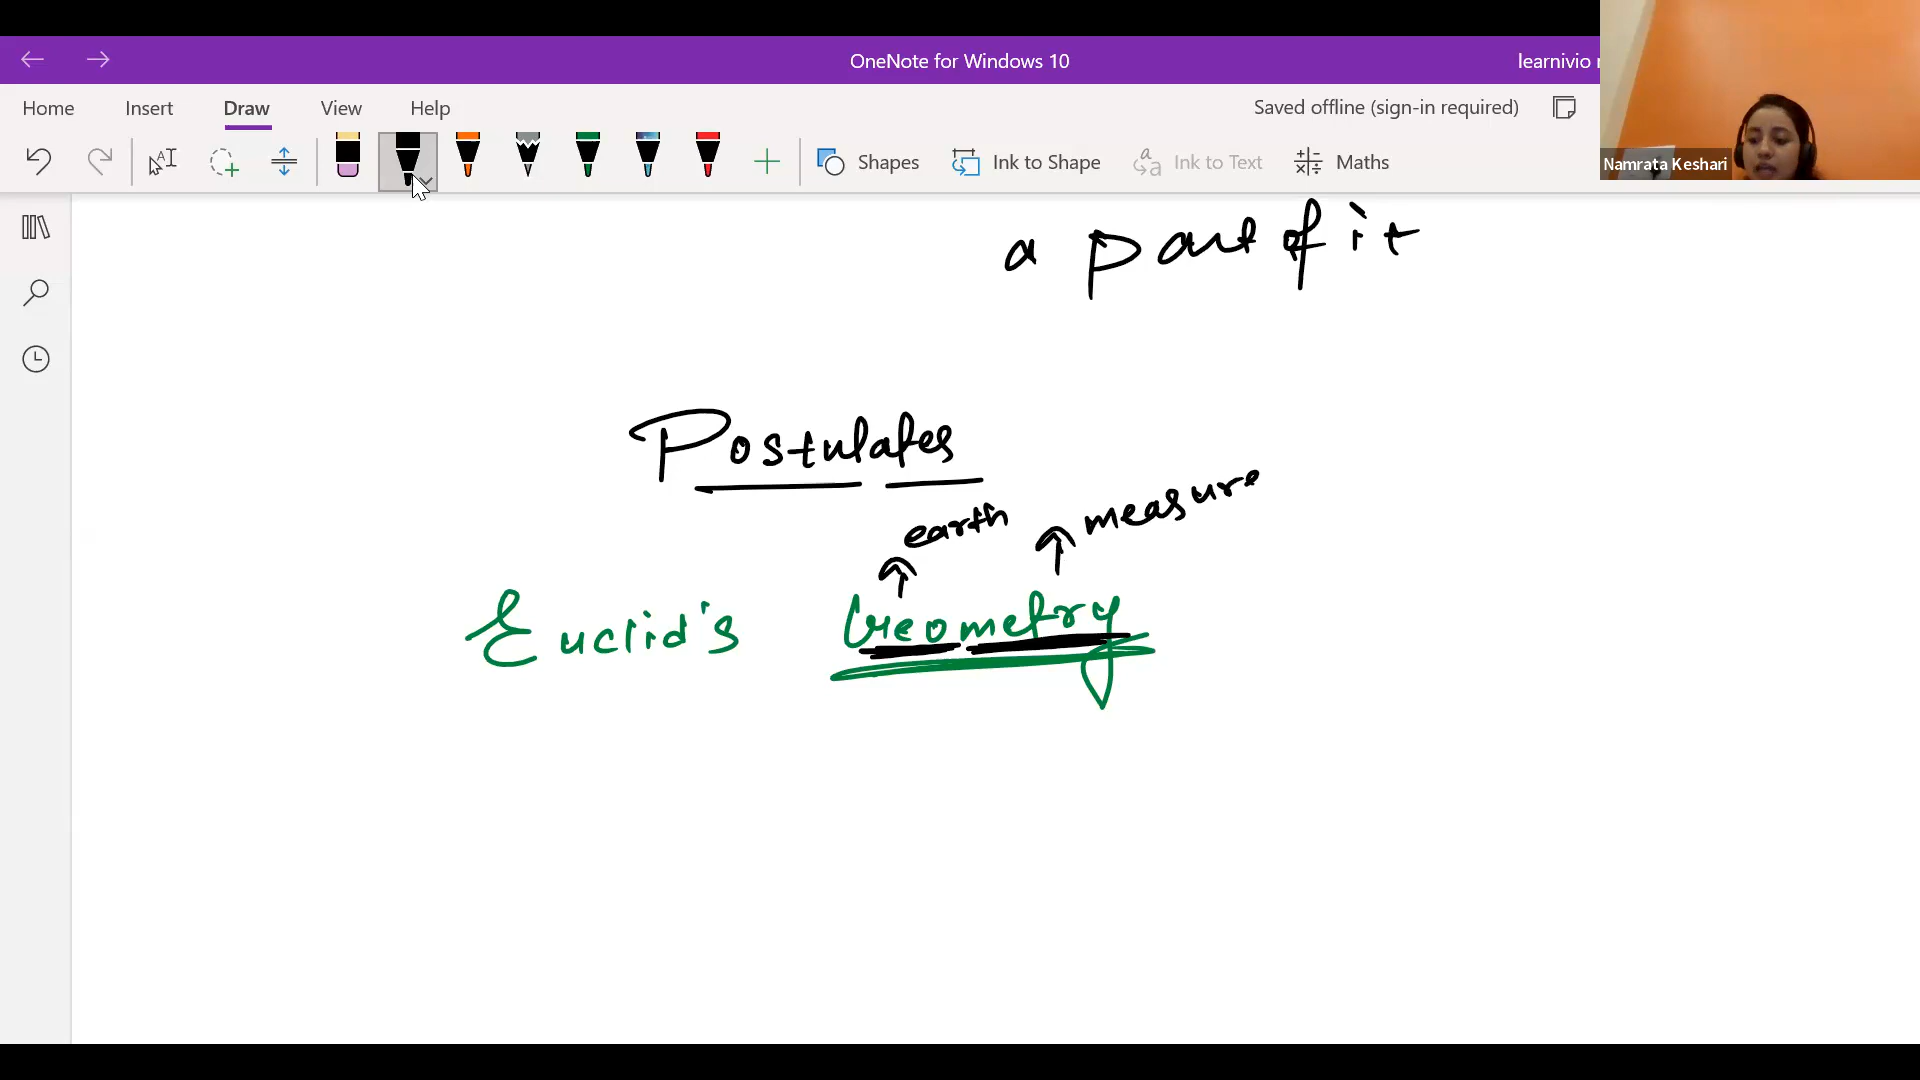 OneNote for Windows 10
learnivio
Home Insert Draw View Help
Saved offline (sign-in required)
Shapes Ink to Shape Ink to Text Maths
Namrata Keshari
a part of it
Postulates
earth measure
Euclid's Geometry